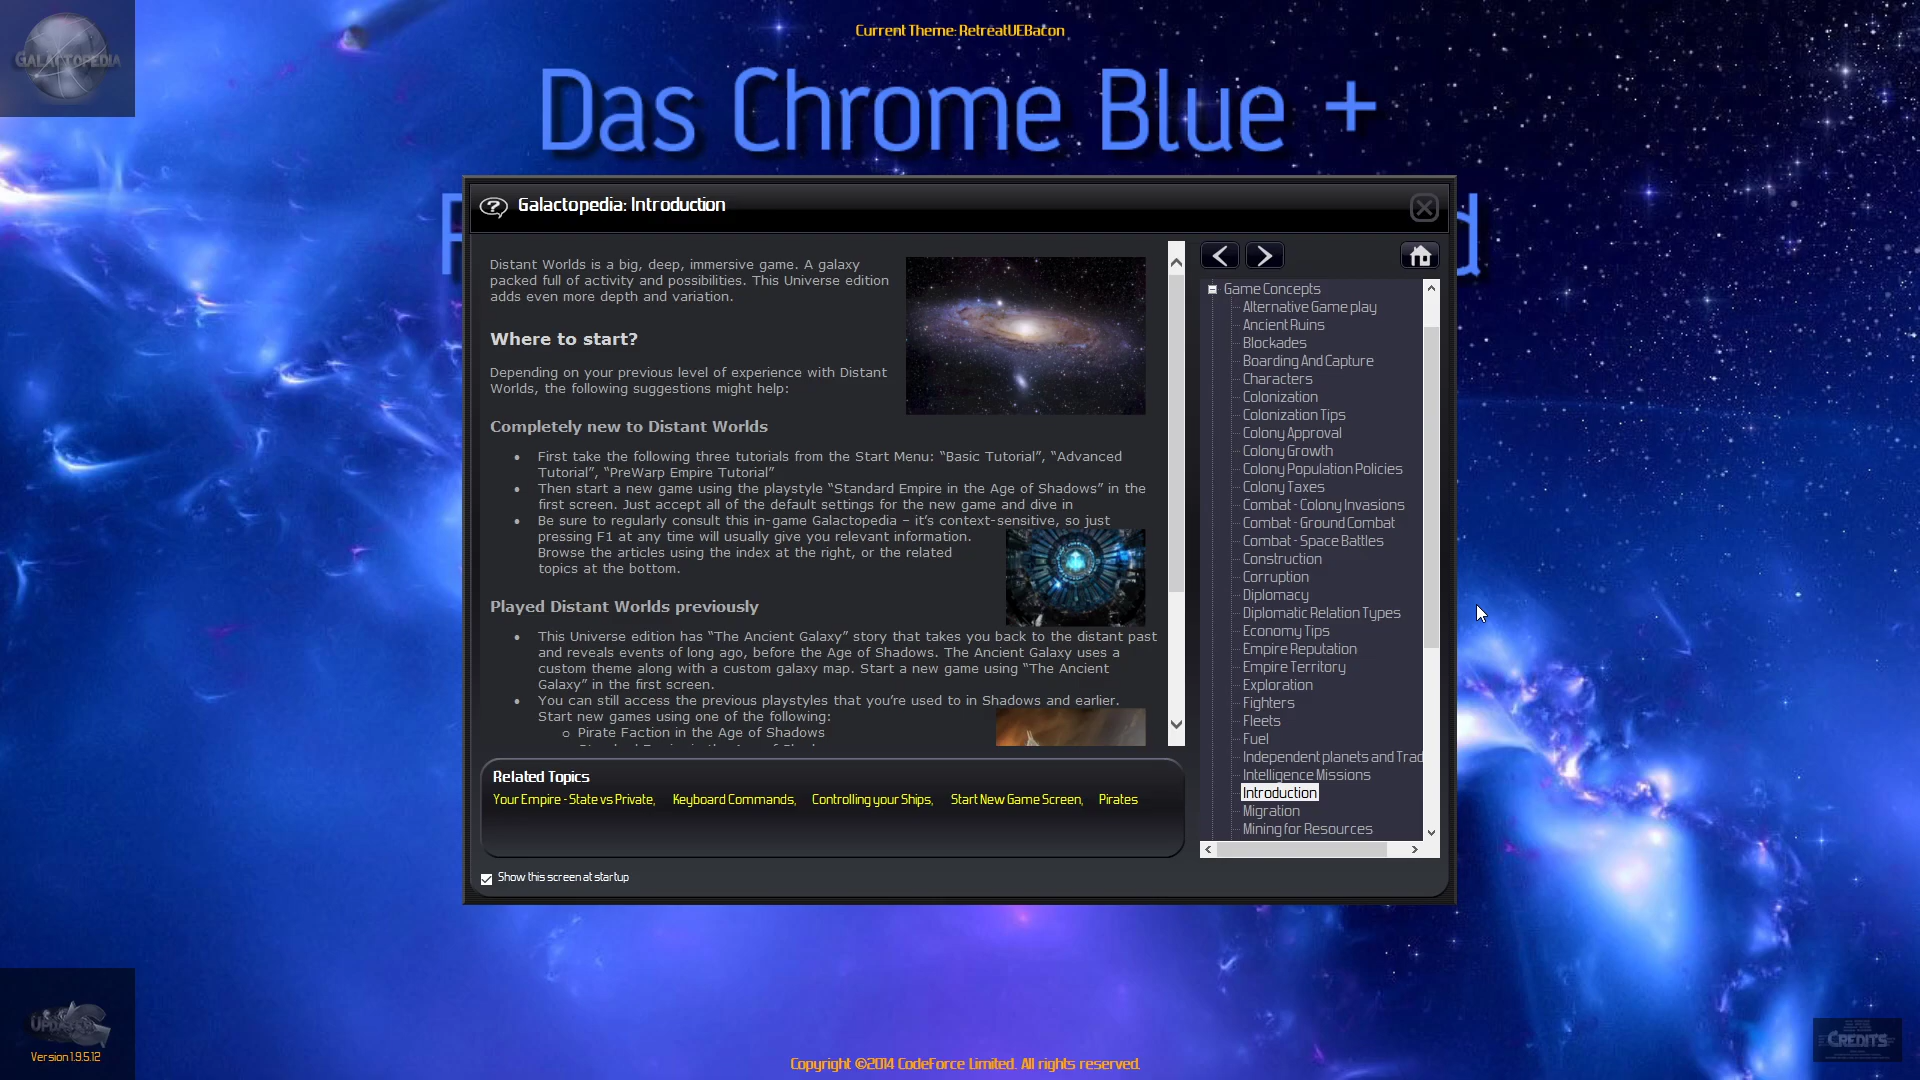 GALACTOPEDIA
Current Theme: RetreatUEBacon
Das Chrome Blue +
Galactopedia: Introduction
Distant Worlds is a big, deep, immersive game. A galaxy
packed full of activity and possibilities. This Universe edition
adds even more depth and variation.
Where to start?
Depending on your previous level of experience with Distant
Worlds, the following suggestions might help:
Completely new to Distant Worlds
• First take the following three tutorials from the Start Menu: “Basic Tutorial”, “Advanced
Tutorial”, “PreWarp Empire Tutorial”
• Then start a new game using the playstyle “Standard Empire in the Age of Shadows” in the
first screen. Just accept all of the default settings for the new game and dive in
• Be sure to regularly consult this in-game Galactopedia – it’s context-sensitive, so just
pressing F1 at any time will usually give you relevant information.
Browse the articles using the index at the right, or the related
topics at the bottom.
Played Distant Worlds previously
• This Universe edition has “The Ancient Galaxy” story that takes you back to the distant past
and reveals events of long ago, before the Age of Shadows. The Ancient Galaxy uses a
custom theme along with a custom galaxy map. Start a new game using “The Ancient
Galaxy” in the first screen.
• You can still access the previous playstyles that you’re used to in Shadows and earlier.
Start new games using one of the following:
o Pirate Faction in the Age of Shadows
Related Topics
Your Empire - State vs Private, Keyboard Commands, Controlling your Ships, Start New Game Screen, Pirates
Show this screen at startup
Game Concepts
Alternative Game play
Ancient Ruins
Blockades
Boarding And Capture
Characters
Colonization
Colonization Tips
Colony Approval
Colony Growth
Colony Population Policies
Colony Taxes
Combat - Colony Invasions
Combat - Ground Combat
Combat - Space Battles
Construction
Corruption
Diplomacy
Diplomatic Relation Types
Economy Tips
Empire Reputation
Empire Territory
Exploration
Fighters
Fleets
Fuel
Independent planets and Trad
Intelligence Missions
Introduction
Migration
Mining for Resources
Version 1.9.5.12
Copyright ©2014 CodeForce Limited. All rights reserved.
CREDITS